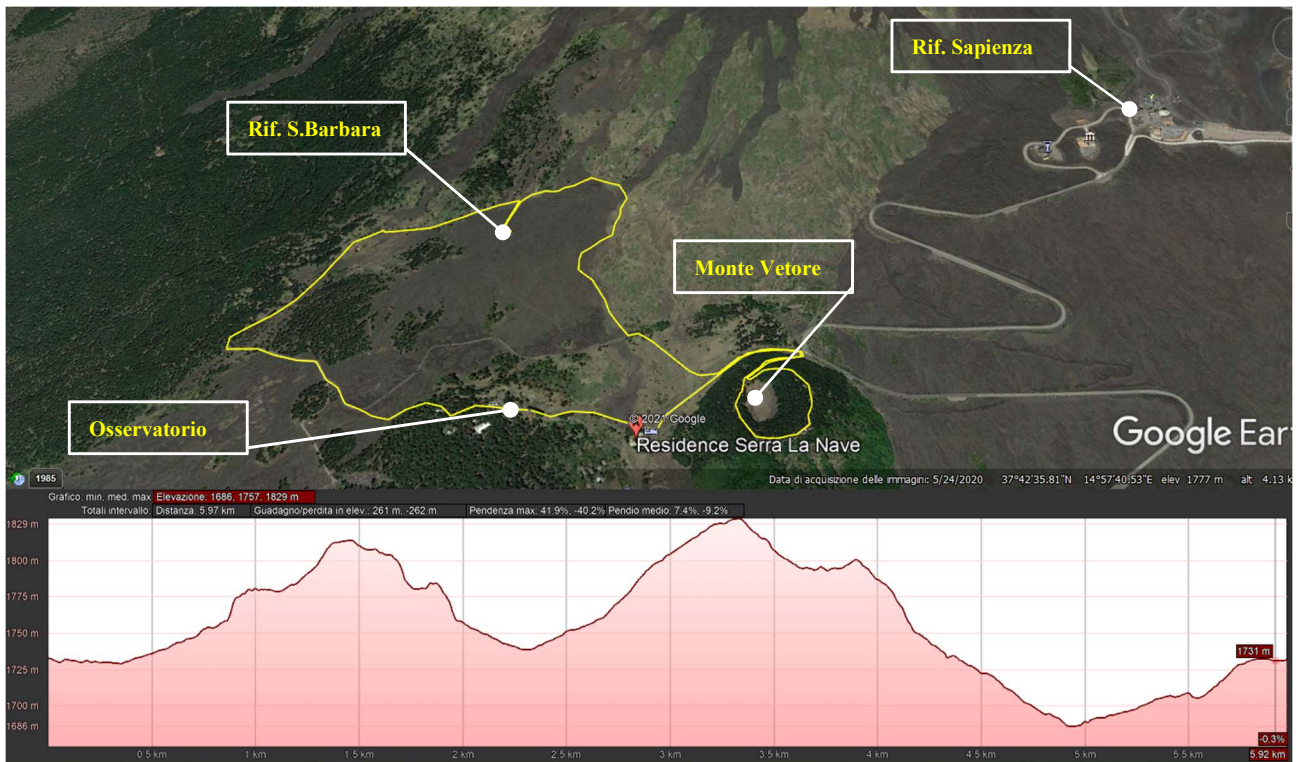 Rif. Sapienza
Rif. S.Barbara
Monte Vetore
Osservatorio
© 2021 Google
Residence Serra La Nave
Google Ear
1985
Data di acquisizione delle immagini: 5/24/2020 37°42'35.81"N 14°57'40.53"E elev 1777 m alt 4.13 k
Grafico: min. med. max Elevazione: 1686, 1757, 1829 m
Totali intervallo: Distanza: 5.97 km Guadagno/perdita in elev.: 261 m, -262 m Pendenza max: 41.9%, -40.2% Pendio medio: 7.4%, -9.2%
1829 m
1800 m
1775 m
1750 m
1725 m
1700 m
1686 m
1731 m
-0.3%
0.5 km 1 km 1.5 km 2 km 2.5 km 3 km 3.5 km 4 km 4.5 km 5 km 5.5 km 5.92 km